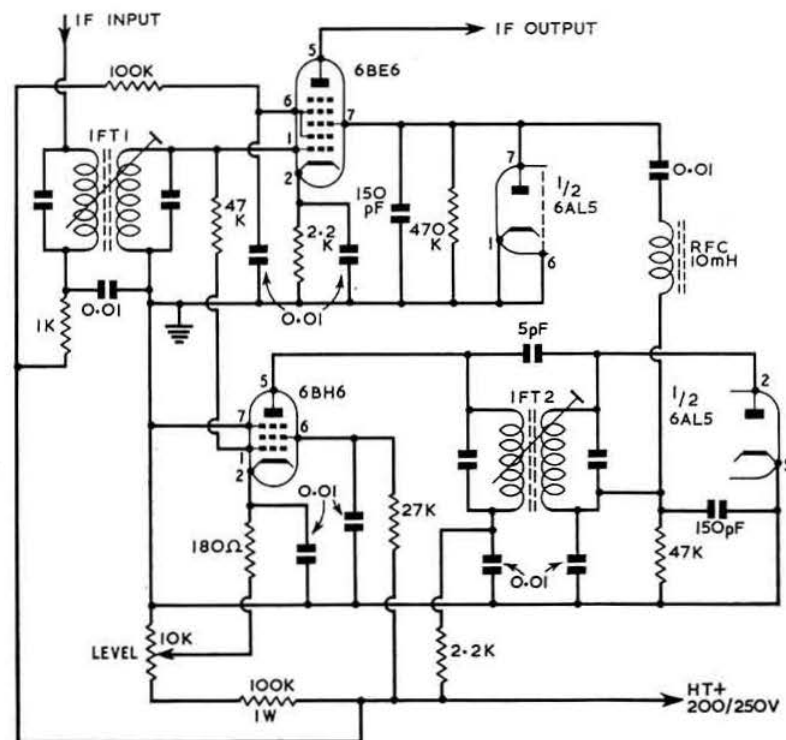 IF INPUT
IF OUTPUT
5
6BE6
100K
6
7
IFT1
1
2
47
K
2·2
K
150
pF
470
K
7
1/2
6AL5
1
6
0·01
RFC
10mH
0·01
0·01
1K
5pF
5
6BH6
7
6
1
2
IFT2
2
1/2
6AL5
0·01
27K
180Ω
150pF
47K
0·01
10K
LEVEL
2·2K
100K
1W
HT+
200/250V